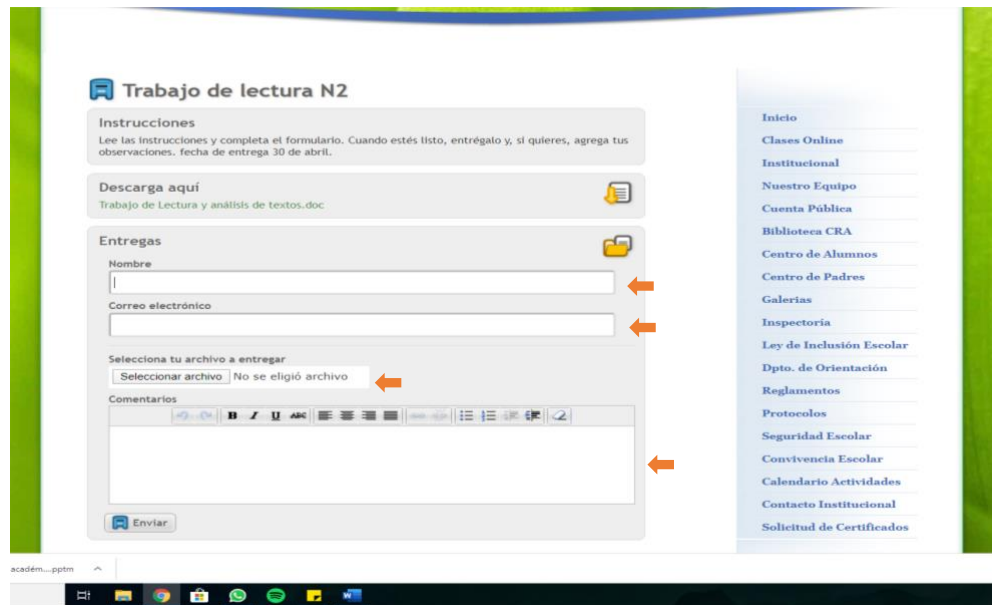 Trabajo de lectura N2
Instrucciones
Lee las instrucciones y completa el formulario. Cuando estés listo, entrégalo y, si quieres, agrega tus
observaciones. fecha de entrega 30 de abril.
Descarga aquí
Trabajo de Lectura y análisis de textos.doc
Entregas
Nombre
Correo electrónico
Selecciona tu archivo a entregar
Seleccionar archivo No se eligió archivo
Comentarios
B I U ABC
Enviar
Inicio
Clases Online
Institucional
Nuestro Equipo
Cuenta Pública
Biblioteca CRA
Centro de Alumnos
Centro de Padres
Galerias
Inspectoría
Ley de Inclusión Escolar
Dpto. de Orientación
Reglamentos
Protocolos
Seguridad Escolar
Convivencia Escolar
Calendario Actividades
Contacto Institucional
Solicitud de Certificados
académ....pptm